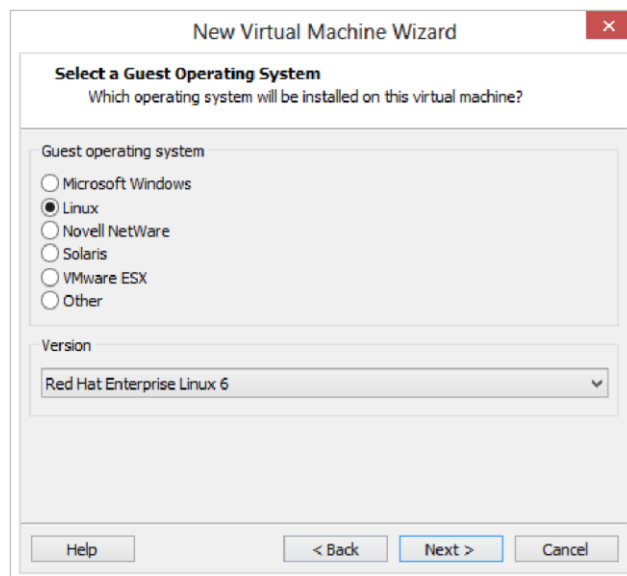 New Virtual Machine Wizard
Select a Guest Operating System
Which operating system will be installed on this virtual machine?
Guest operating system
Microsoft Windows
Linux
Novell NetWare
Solaris
VMware ESX
Other
Version
Red Hat Enterprise Linux 6
Help
< Back
Next >
Cancel